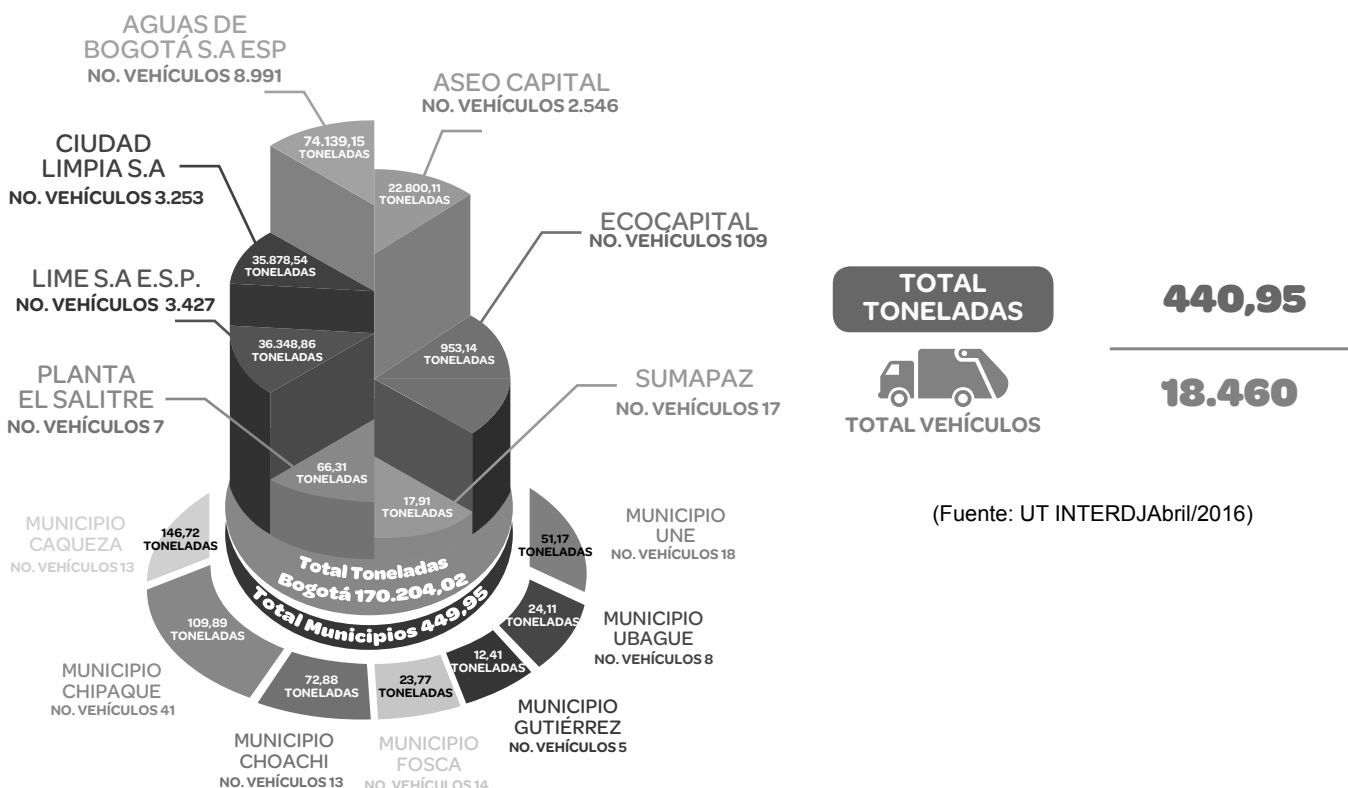 AGUAS DE
BOGOTÁ S.A ESP
NO. VEHÍCULOS 8.991
74.139,15
TONELADAS
ASEO CAPITAL
NO. VEHÍCULOS 2.546
22.800,11
TONELADAS
CIUDAD
LIMPIA S.A
NO. VEHÍCULOS 3.253
35.878,54
TONELADAS
ECOCAPITAL
NO. VEHÍCULOS 109
953,14
TONELADAS
LIME S.A E.S.P.
NO. VEHÍCULOS 3.427
36.348,86
TONELADAS
PLANTA
EL SALITRE
NO. VEHÍCULOS 7
66,31
TONELADAS
SUMAPAZ
NO. VEHÍCULOS 17
17,91
TONELADAS
Total Toneladas
Bogotá 170.204,02
Total Municipios 449,95
MUNICIPIO
CAQUEZA
NO. VEHÍCULOS 13
146,72
TONELADAS
MUNICIPIO
CHIPAQUE
NO. VEHÍCULOS 41
109,89
TONELADAS
MUNICIPIO
CHOACHI
NO. VEHÍCULOS 13
72,88
TONELADAS
MUNICIPIO
FOSCA
NO. VEHÍCULOS 14
23,77
TONELADAS
MUNICIPIO
GUTIÉRREZ
NO. VEHÍCULOS 5
12,41
TONELADAS
MUNICIPIO
UBAGUE
NO. VEHÍCULOS 8
24,11
TONELADAS
MUNICIPIO
UNE
NO. VEHÍCULOS 18
51,17
TONELADAS
TOTAL
TONELADAS
440,95
TOTAL VEHÍCULOS
18.460
(Fuente: UT INTERDJAbril/2016)